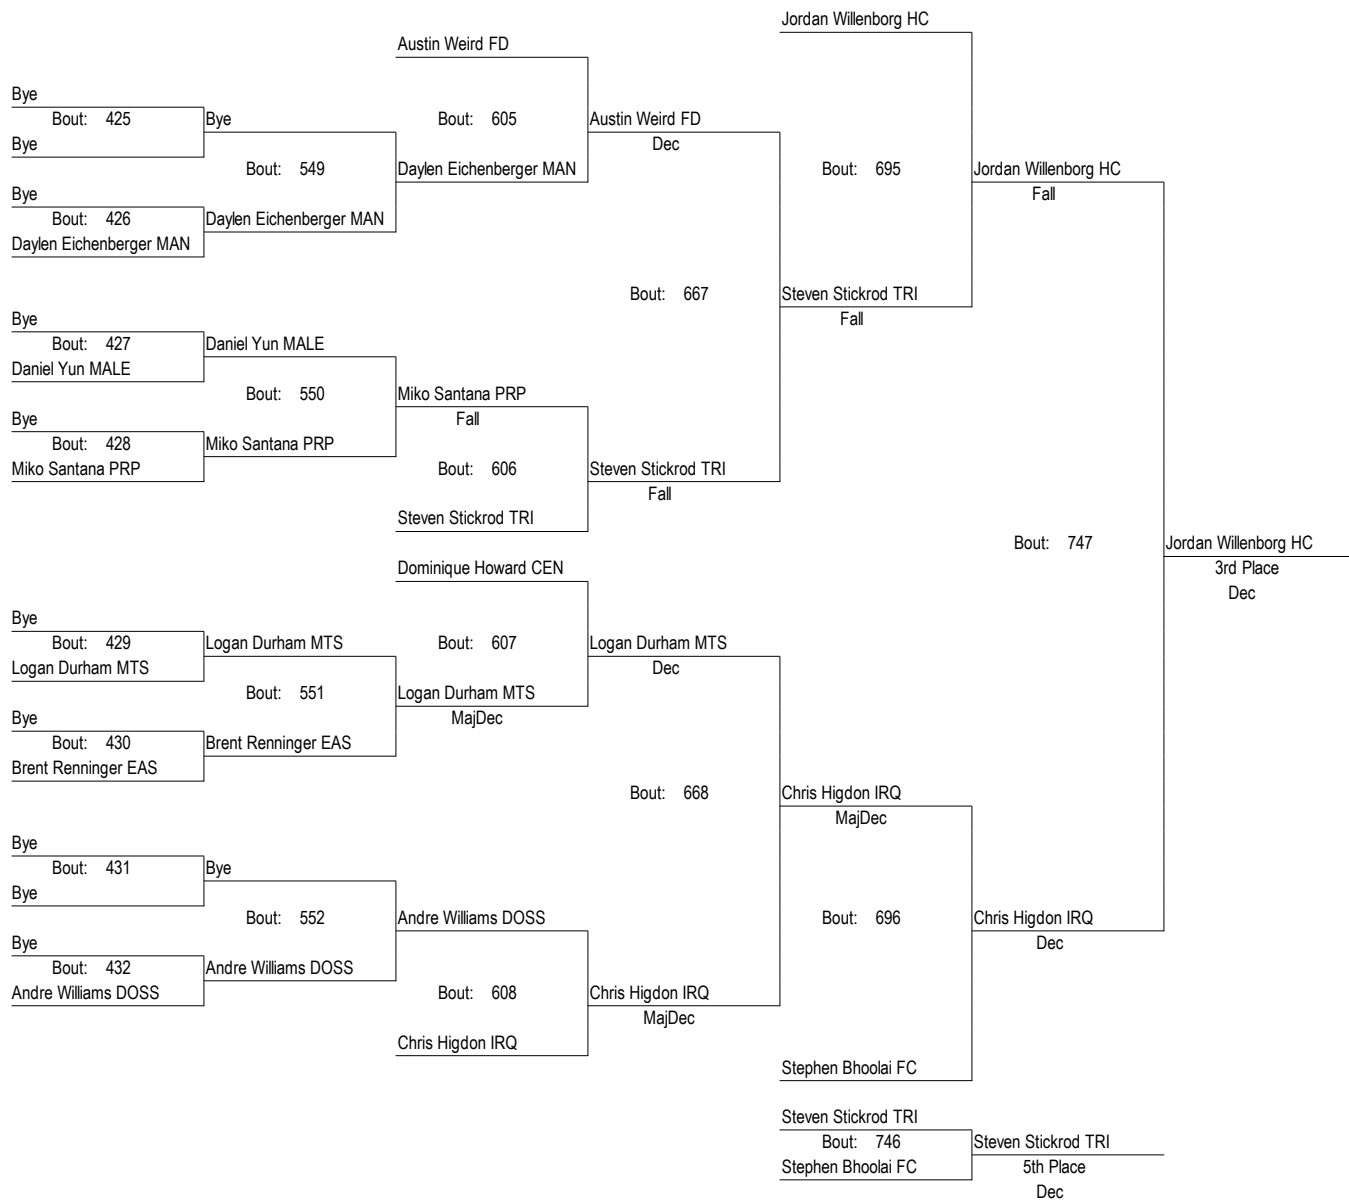 Jordan Willenborg HC
Austin Weird FD
Bye
Bout: 425
Bye
Bout: 605
Austin Weird FD
Bye
Dec
Bout: 549
Daylen Eichenberger MAN
Bout: 695
Jordan Willenborg HC
Bye
Fall
Bout: 426
Daylen Eichenberger MAN
Daylen Eichenberger MAN
Bout: 667
Steven Stickrod TRI
Bye
Fall
Bout: 427
Daniel Yun MALE
Daniel Yun MALE
Bout: 550
Miko Santana PRP
Bye
Fall
Bout: 428
Miko Santana PRP
Miko Santana PRP
Bout: 606
Steven Stickrod TRI
Fall
Steven Stickrod TRI
Bout: 747
Jordan Willenborg HC
Dominique Howard CEN
3rd Place
Dec
Bye
Bout: 429
Logan Durham MTS
Bout: 607
Logan Durham MTS
Logan Durham MTS
Dec
Bout: 551
Logan Durham MTS
Bye
MajDec
Bout: 430
Brent Renninger EAS
Brent Renninger EAS
Bout: 668
Chris Higdon IRQ
MajDec
Bye
Bout: 431
Bye
Bye
Bout: 552
Andre Williams DOSS
Bout: 696
Chris Higdon IRQ
Bye
Dec
Bout: 432
Andre Williams DOSS
Andre Williams DOSS
Bout: 608
Chris Higdon IRQ
MajDec
Chris Higdon IRQ
Stephen Bhoolai FC
Steven Stickrod TRI
Bout: 746
Steven Stickrod TRI
Stephen Bhoolai FC
5th Place
Dec